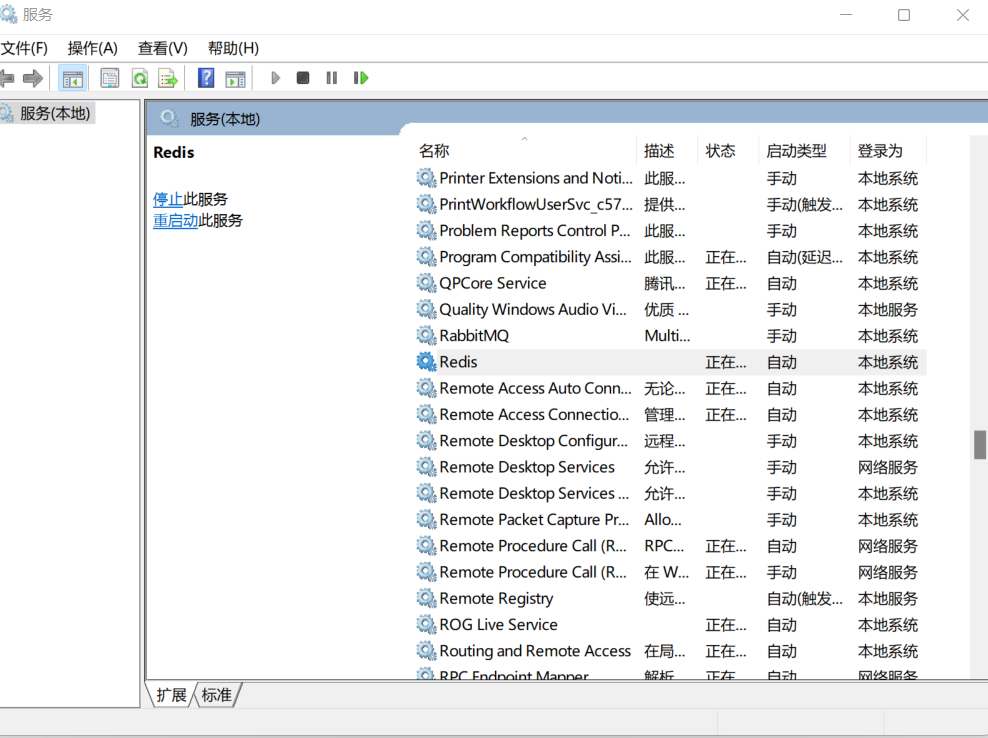 服务
文件(F) 操作(A) 查看(V) 帮助(H)
服务(本地)
服务(本地)
Redis
停止此服务
重启动此服务
名称 描述 状态 启动类型 登录为
Printer Extensions and Noti... 此服... 手动 本地系统
PrintWorkflowUserSvc_c57... 提供... 手动(触发... 本地系统
Problem Reports Control P... 此服... 手动 本地系统
Program Compatibility Assi... 此服... 正在... 自动(延迟... 本地系统
QPCore Service 腾讯... 正在... 自动 本地系统
Quality Windows Audio Vi... 优质 ... 手动 本地服务
RabbitMQ Multi... 手动 本地系统
Redis 正在... 自动 本地系统
Remote Access Auto Conn... 无论... 正在... 自动 本地系统
Remote Access Connectio... 管理... 正在... 自动 本地系统
Remote Desktop Configur... 远程... 手动 本地系统
Remote Desktop Services 允许... 手动 网络服务
Remote Desktop Services ... 允许... 手动 本地系统
Remote Packet Capture Pr... Allo... 手动 本地系统
Remote Procedure Call (R... RPC... 正在... 自动 网络服务
Remote Procedure Call (R... 在 W... 正在... 手动 网络服务
Remote Registry 使远... 自动(触发... 本地服务
ROG Live Service 正在... 自动 本地系统
Routing and Remote Access 在局... 正在... 自动 本地系统
RPC Endpoint Mapper 解析... 正在... 自动 网络服务
扩展 标准